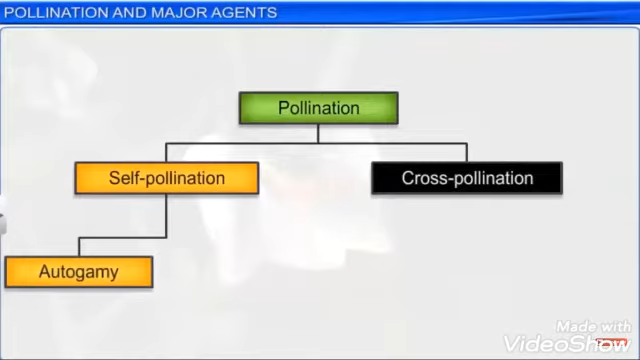 POLLINATION AND MAJOR AGENTS
Pollination
Self-pollination
Cross-pollination
Autogamy
Made with
VideoShow